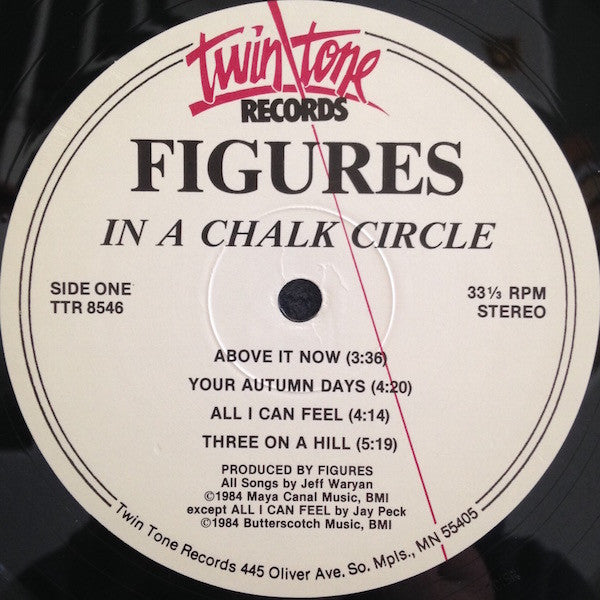 twin/tone
RECORDS
FIGURES
IN A CHALK CIRCLE
SIDE ONE
TTR 8546
33⅓ RPM
STEREO
ABOVE IT NOW (3:36)
YOUR AUTUMN DAYS (4:20)
ALL I CAN FEEL (4:14)
THREE ON A HILL (5:19)
PRODUCED BY FIGURES
All Songs by Jeff Waryan
©1984 Maya Canal Music, BMI
except ALL I CAN FEEL by Jay Peck
©1984 Butterscotch Music, BMI
Twin Tone Records 445 Oliver Ave. So. Mpls., MN 55405